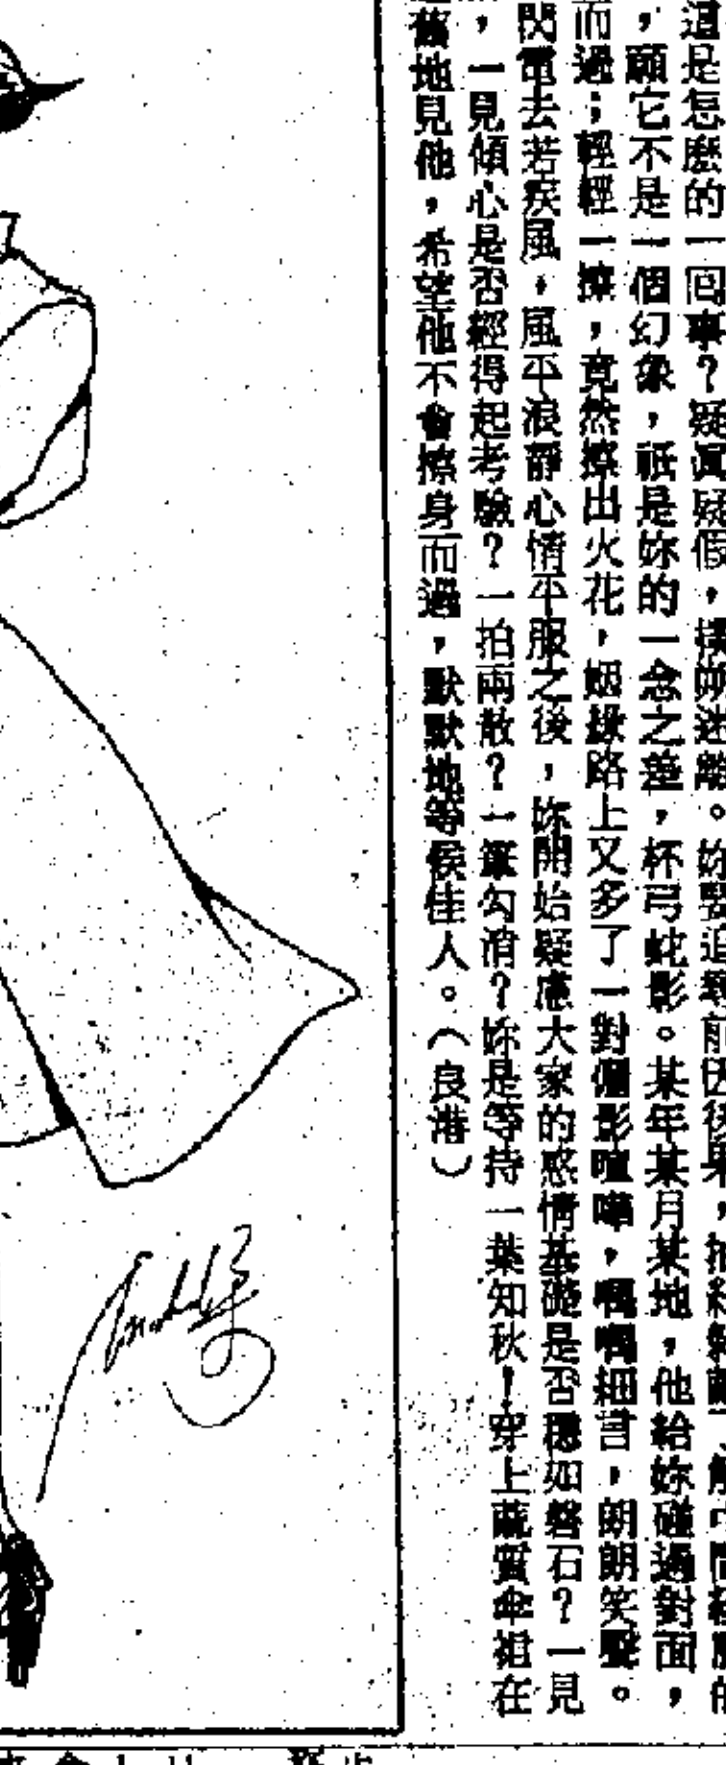 這是怎麽的一回事？疑眞疑假，撲朔迷離。妳要追尋前因後果，
，願它不是一個幻象，祇是妳的一念之差，杯弓蛇影。某年某月某地，他給妳碰過對面，
而過；輕輕一擦，竟然擦出火花，姻緣路上又多了一對儷影喧嘩，喁喁細言，朗朗笑聲。
閃電去若疾風，風平浪靜心情平服之後，妳開始疑慮大家的感情基礎是否穩如磐石？一見
，一見傾心是否經得起考驗？一拍兩散？一筆勾消？妳是等待一葉知秋！穿上蔴質傘裙在
舊地見他，希望他不會擦身而過，默默地等候佳人。（良港）